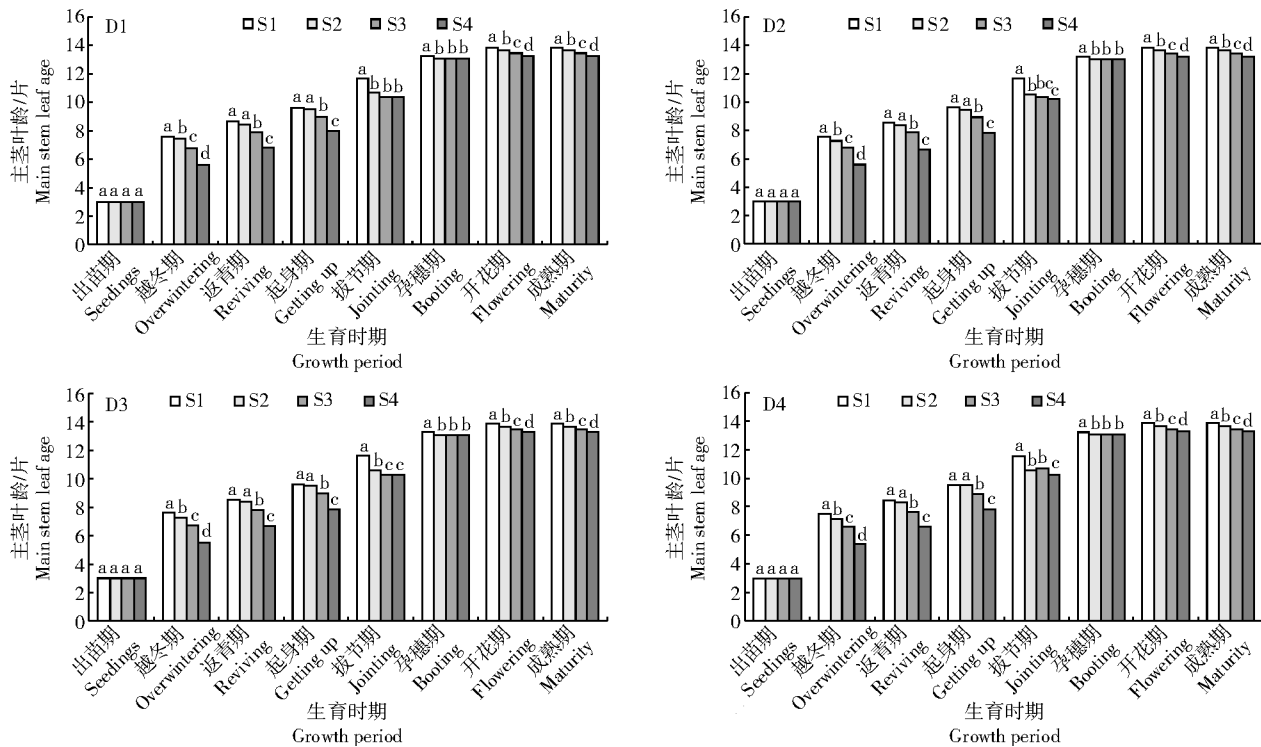 D1 S1 S2 S3 S4
主茎叶龄/片
Main stem leaf age
16
14
12
10
8
6
4
2
0
a a a a
a b c d
a a b c
a a b c
a b b b
a b b b
a b c d
a b c d
出苗期 越冬期 返青期 起身期 拔节期 孕穗期 开花期 成熟期
Seedings Overwintering Reviving Getting up Jointing Booting Flowering Maturity
生育时期
Growth period
D2 S1 S2 S3 S4
主茎叶龄/片
Main stem leaf age
16
14
12
10
8
6
4
2
0
a a a a
a b c d
a a b c
a a b c
a b bc c
a b b b
a b c d
a b c d
出苗期 越冬期 返青期 起身期 拔节期 孕穗期 开花期 成熟期
Seedings Overwintering Reviving Getting up Jointing Booting Flowering Maturity
生育时期
Growth period
D3 S1 S2 S3 S4
主茎叶龄/片
Main stem leaf age
16
14
12
10
8
6
4
2
0
a a a a
a b c d
a a b c
a a b c
a b c c
a b b b
a b c d
a b c d
出苗期 越冬期 返青期 起身期 拔节期 孕穗期 开花期 成熟期
Seedings Overwintering Reviving Getting up Jointing Booting Flowering Maturity
生育时期
Growth period
D4 S1 S2 S3 S4
主茎叶龄/片
Main stem leaf age
16
14
12
10
8
6
4
2
0
a a a a
a b c d
a a b c
a a b c
a b b c
a b b b
a b c d
a b c d
出苗期 越冬期 返青期 起身期 拔节期 孕穗期 开花期 成熟期
Seedings Overwintering Reviving Getting up Jointing Booting Flowering Maturity
生育时期
Growth period